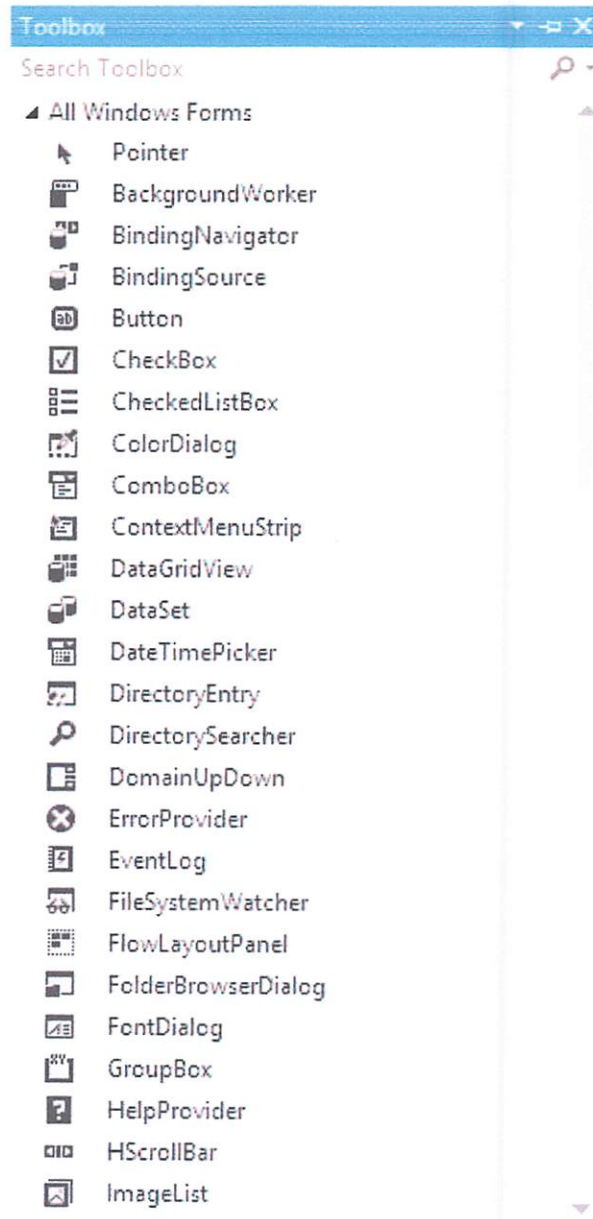 Toolbox
Search Toolbox
All Windows Forms
Pointer
BackgroundWorker
BindingNavigator
BindingSource
Button
CheckBox
CheckedListBox
ColorDialog
ComboBox
ContextMenuStrip
DataGridView
DataSet
DateTimePicker
DirectoryEntry
DirectorySearcher
DomainUpDown
ErrorProvider
EventLog
FileSystemWatcher
FlowLayoutPanel
FolderBrowserDialog
FontDialog
GroupBox
HelpProvider
HScrollBar
ImageList